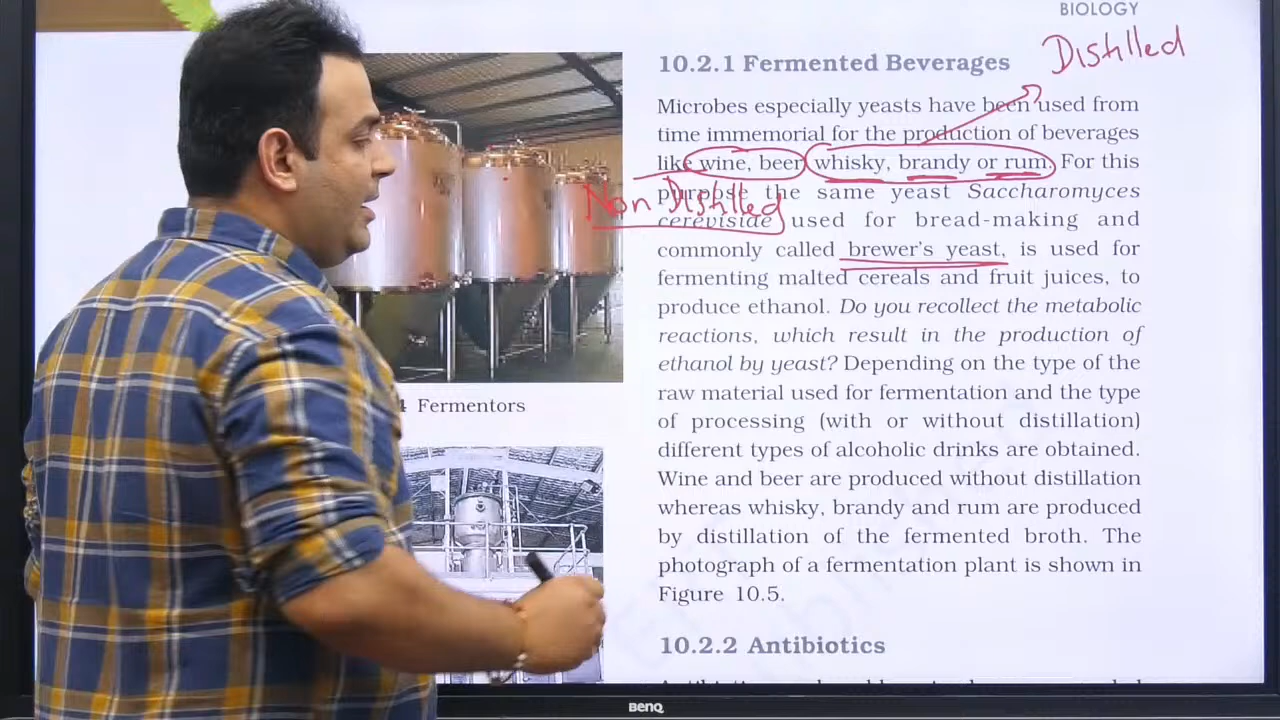 BIOLOGY
Distilled
10.2.1 Fermented Beverages
Microbes especially yeasts have been used from
time immemorial for the production of beverages
like wine, beer, whisky, brandy or rum. For this
purpose the same yeast Saccharomyces
Non Distilled
cerevisiae used for bread-making and
commonly called brewer's yeast, is used for
fermenting malted cereals and fruit juices, to
produce ethanol. Do you recollect the metabolic
reactions, which result in the production of
ethanol by yeast? Depending on the type of the
raw material used for fermentation and the type
of processing (with or without distillation)
different types of alcoholic drinks are obtained.
Wine and beer are produced without distillation
whereas whisky, brandy and rum are produced
by distillation of the fermented broth. The
photograph of a fermentation plant is shown in
Figure 10.5.
10.2.2 Antibiotics
4 Fermentors
BenQ